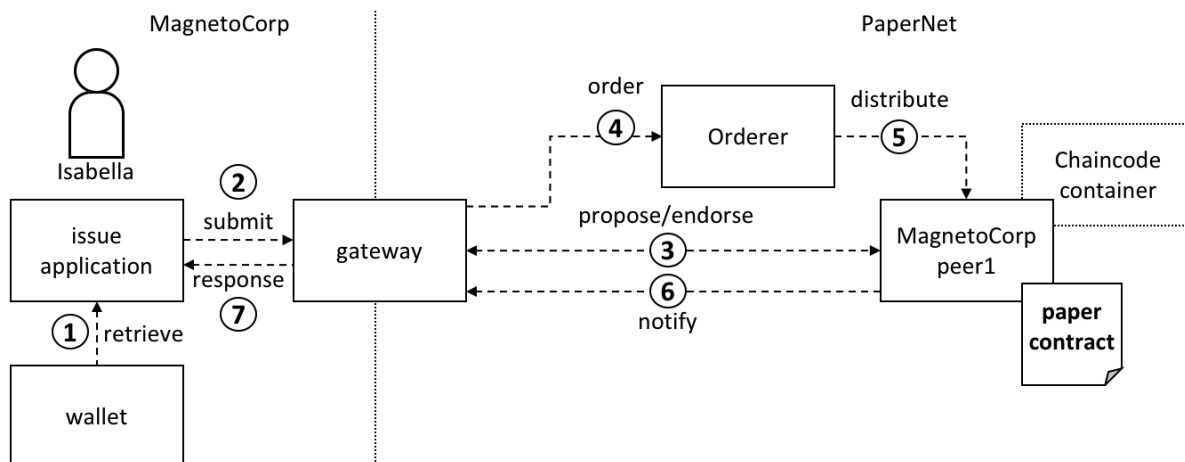 MagnetoCorp
PaperNet
Isabella
issue
application
1
retrieve
wallet
2
submit
response
7
gateway
order
4
Orderer
distribute
5
propose/endorse
3
6
notify
MagnetoCorp
peer1
Chaincode
container
paper
contract